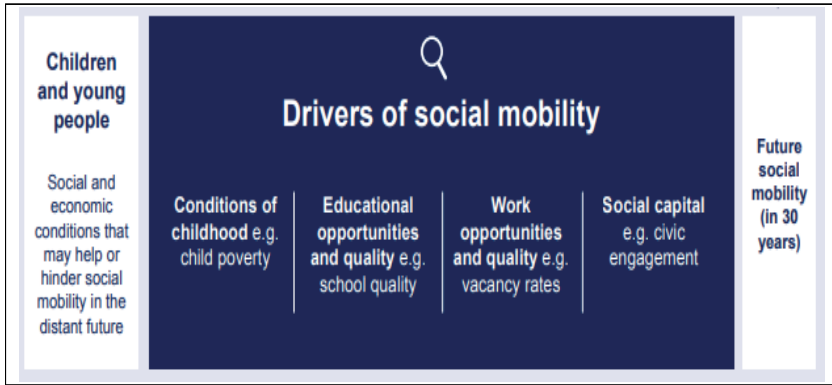 Children
and young
people
Social and
economic
conditions that
may help or
hinder social
mobility in the
distant future
Drivers of social mobility
Conditions of
childhood e.g.
child poverty
Educational
opportunities
and quality e.g.
school quality
Work
opportunities
and quality e.g.
vacancy rates
Social capital
e.g. civic
engagement
Future
social
mobility
(in 30
years)